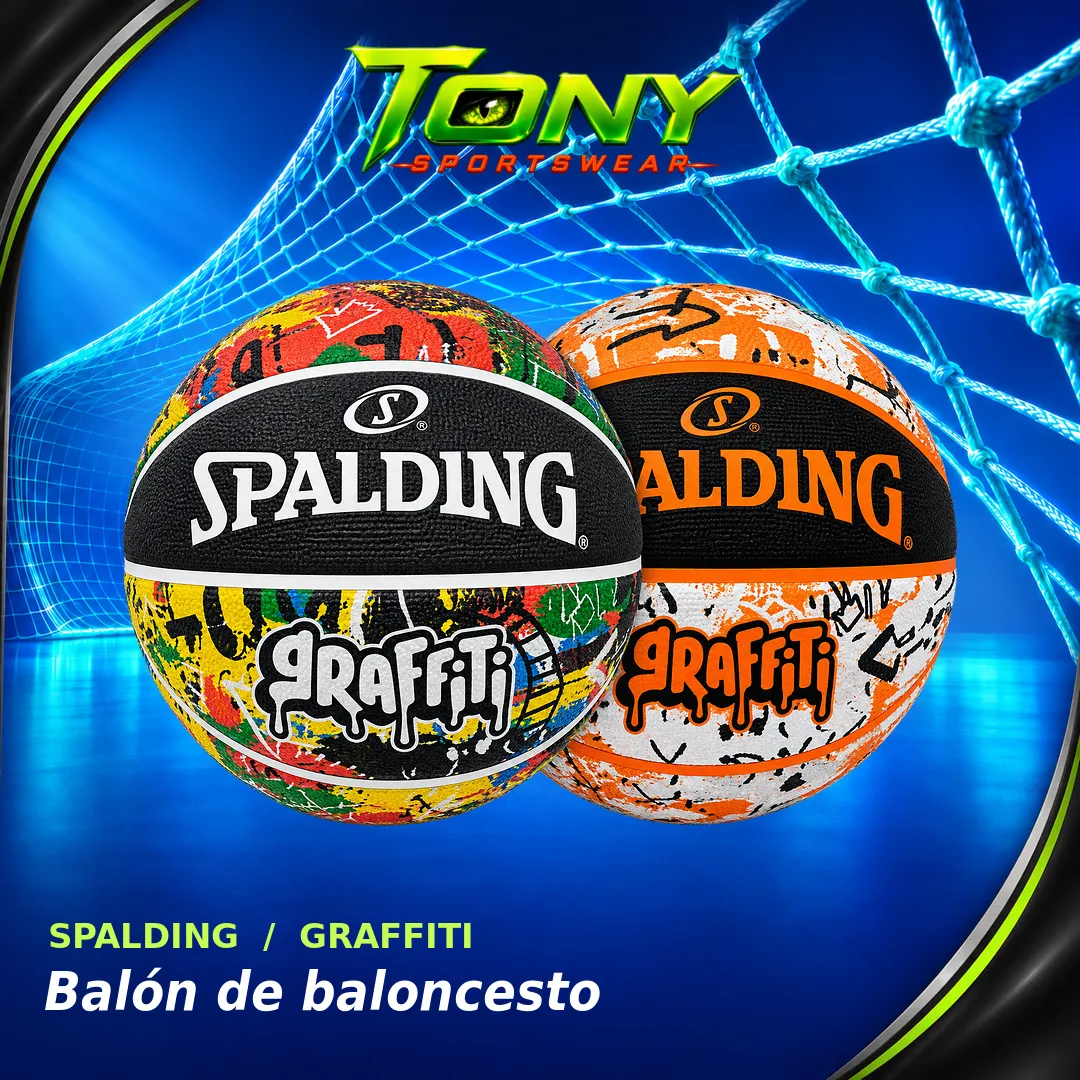 TONY
SPORTSWEAR
S ®
SPALDING ®
GRAFFITI
S ®
ALDING ®
GRAFFITI
SPALDING / GRAFFITI
Balón de baloncesto